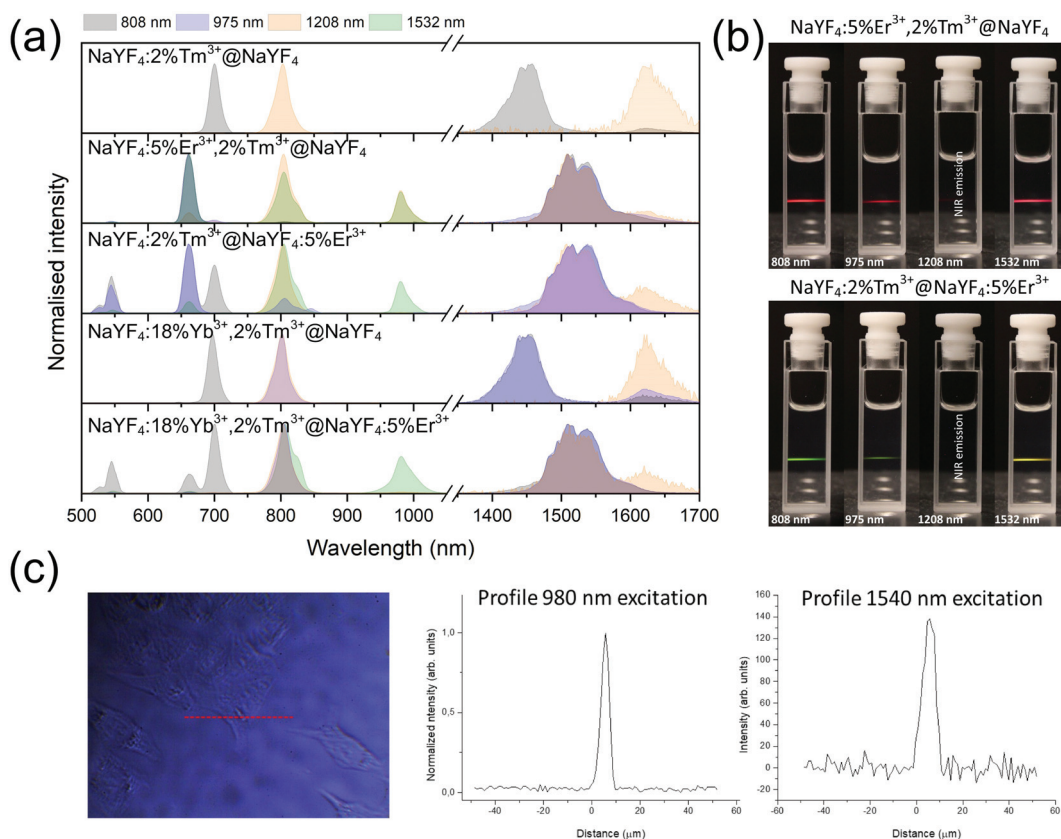 (a)
808 nm 975 nm 1208 nm 1532 nm
NaYF₄:2%Tm³⁺@NaYF₄
NaYF₄:5%Er³⁺,2%Tm³⁺@NaYF₄
NaYF₄:2%Tm³⁺@NaYF₄:5%Er³⁺
NaYF₄:18%Yb³⁺,2%Tm³⁺@NaYF₄
NaYF₄:18%Yb³⁺,2%Tm³⁺@NaYF₄:5%Er³⁺
Normalised intensity
500 600 700 800 900 1000 1400 1500 1600 1700
Wavelength (nm)
(b)
NaYF₄:5%Er³⁺,2%Tm³⁺@NaYF₄
NIR emission
808 nm 975 nm 1208 nm 1532 nm
NaYF₄:2%Tm³⁺@NaYF₄:5%Er³⁺
NIR emission
808 nm 975 nm 1208 nm 1532 nm
(c)
Profile 980 nm excitation
Normalized ntensity (arb. units)
1,0
0,5
0,0
-60 -40 -20 0 20 40 60
Distance (μm)
Profile 1540 nm excitation
Intensity (arb. units)
160
140
120
100
80
60
40
20
0
-20
-60 -40 -20 0 20 40 60
Distance (μm)